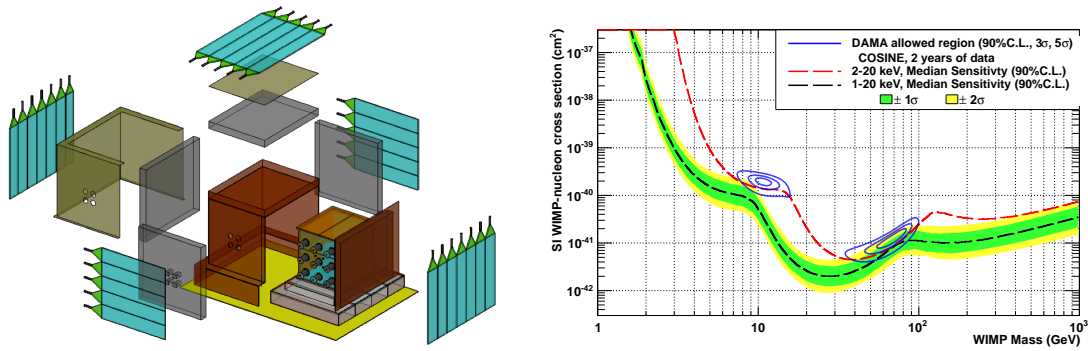 SI WIMP-nucleon cross section (cm²)
10⁻³⁷
10⁻³⁸
10⁻³⁹
10⁻⁴⁰
10⁻⁴¹
10⁻⁴²
DAMA allowed region (90%C.L., 3σ, 5σ)
COSINE, 2 years of data
2-20 keV, Median Sensitivty (90%C.L.)
1-20 keV, Median Sensitivty (90%C.L.)
± 1σ ± 2σ
1 10 10² 10³
WIMP Mass (GeV)